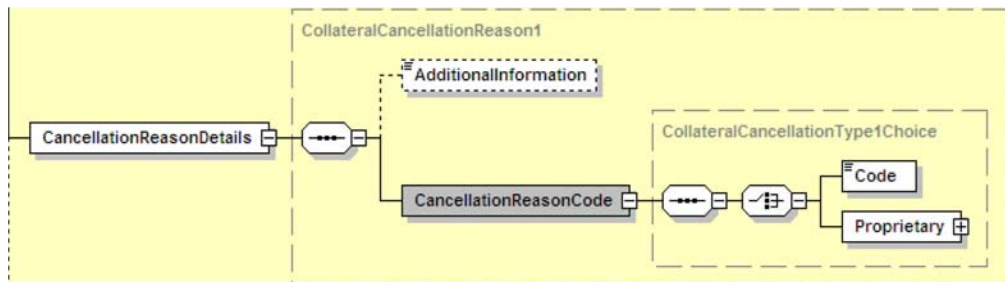 CollateralCancellationReason1
AdditionalInformation
CancellationReasonDetails
CollateralCancellationType1Choice
CancellationReasonCode
Code
Proprietary